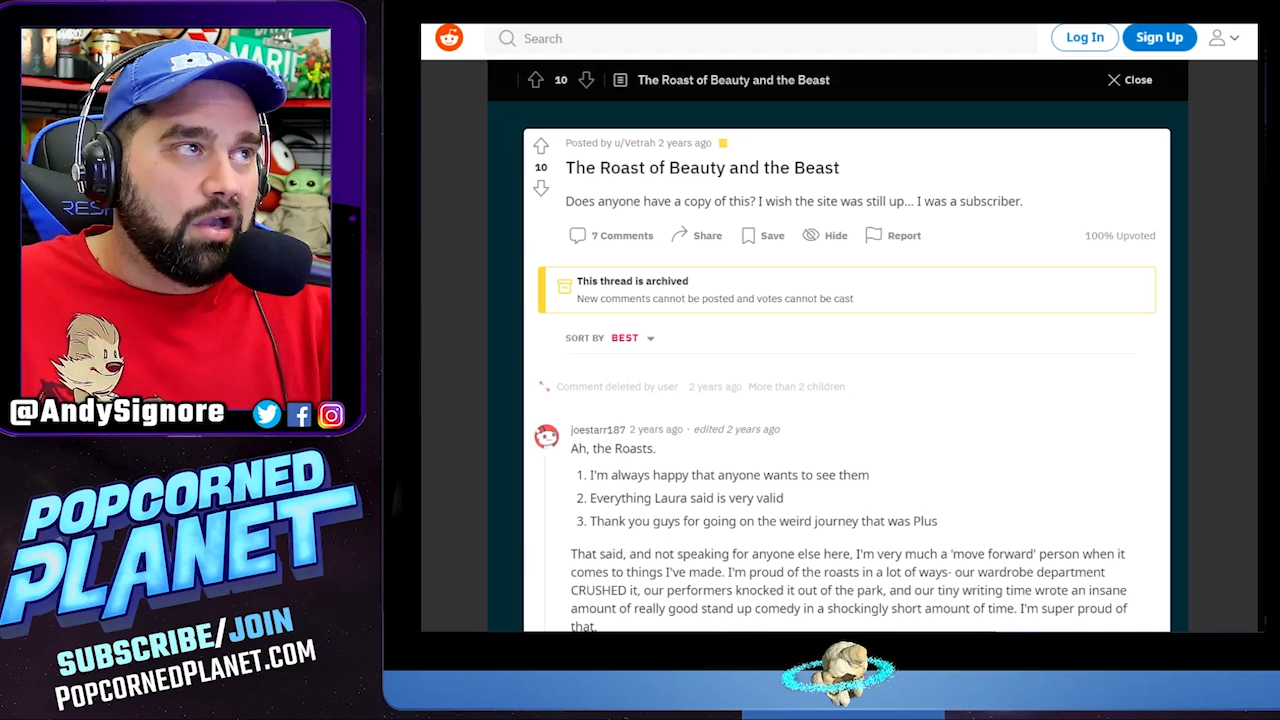 MARIE
RESP
@AndySignore
POPCORNED
PLANET
SUBSCRIBE/JOIN
POPCORNEDPLANET.COM
Search
Log In
Sign Up
10
The Roast of Beauty and the Beast
Close
Posted by u/Vetrah 2 years ago
10
The Roast of Beauty and the Beast
Does anyone have a copy of this? I wish the site was still up... I was a subscriber.
7 Comments Share Save Hide Report 100% Upvoted
This thread is archived
New comments cannot be posted and votes cannot be cast
SORT BY BEST
Comment deleted by user 2 years ago More than 2 children
joestarr187 2 years ago · edited 2 years ago
Ah, the Roasts.
1. I'm always happy that anyone wants to see them
2. Everything Laura said is very valid
3. Thank you guys for going on the weird journey that was Plus
That said, and not speaking for anyone else here, I'm very much a 'move forward' person when it
comes to things I've made. I'm proud of the roasts in a lot of ways- our wardrobe department
CRUSHED it, our performers knocked it out of the park, and our tiny writing time wrote an insane
amount of really good stand up comedy in a shockingly short amount of time. I'm super proud of
that.